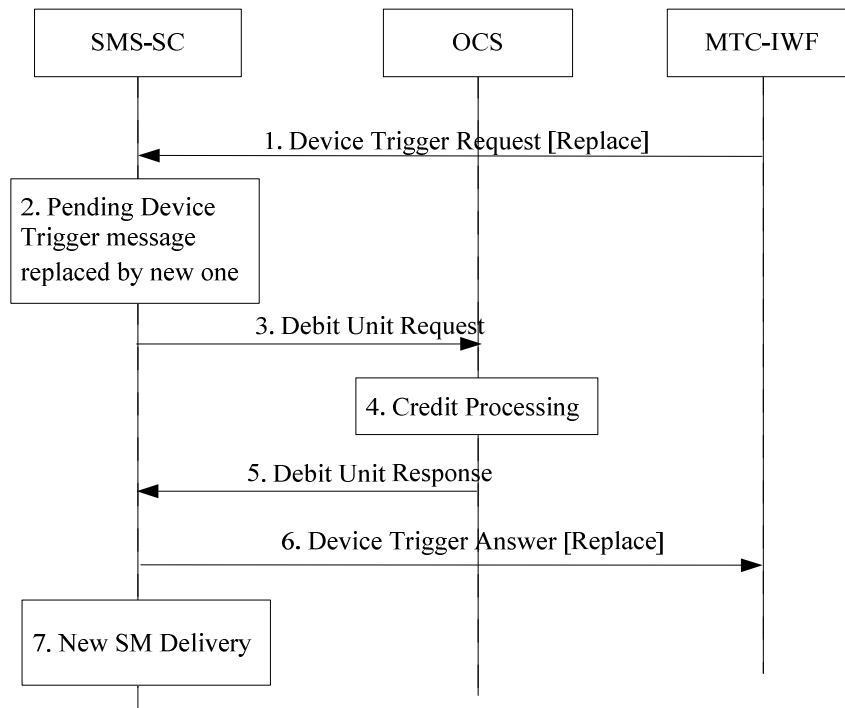 SMS-SC
OCS
MTC-IWF
1. Device Trigger Request [Replace]
2. Pending Device
Trigger message
replaced by new one
3. Debit Unit Request
4. Credit Processing
5. Debit Unit Response
6. Device Trigger Answer [Replace]
7. New SM Delivery